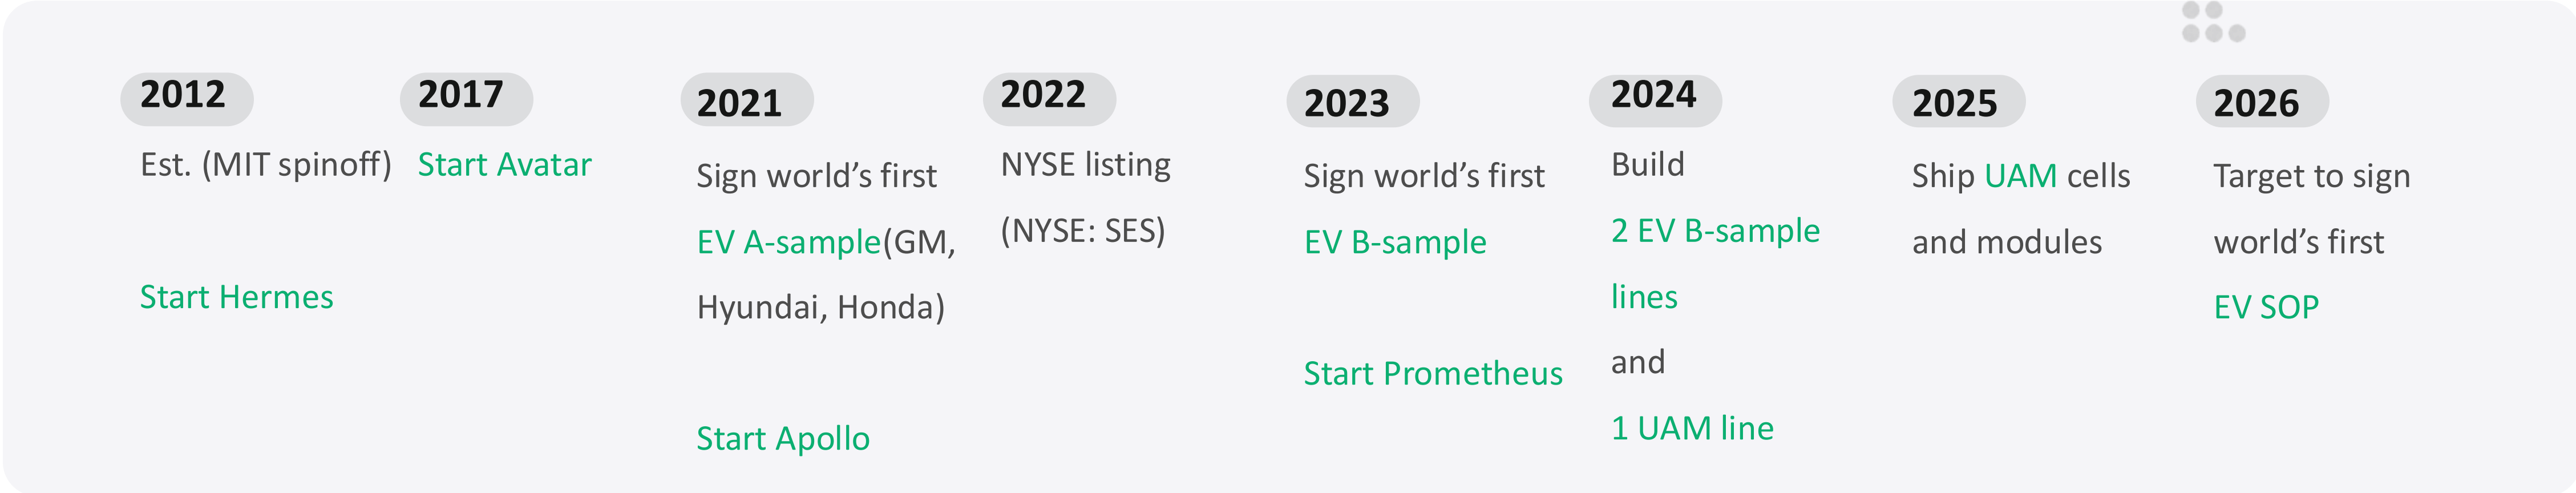 2012
Est. (MIT spinoff)
Start Hermes
2017
Start Avatar
2021
Sign world’s first
EV A-sample(GM,
Hyundai, Honda)
Start Apollo
2022
NYSE listing
(NYSE: SES)
2023
Sign world’s first
EV B-sample
Start Prometheus
2024
Build
2 EV B-sample
lines
and
1 UAM line
2025
Ship UAM cells
and modules
2026
Target to sign
world’s first
EV SOP